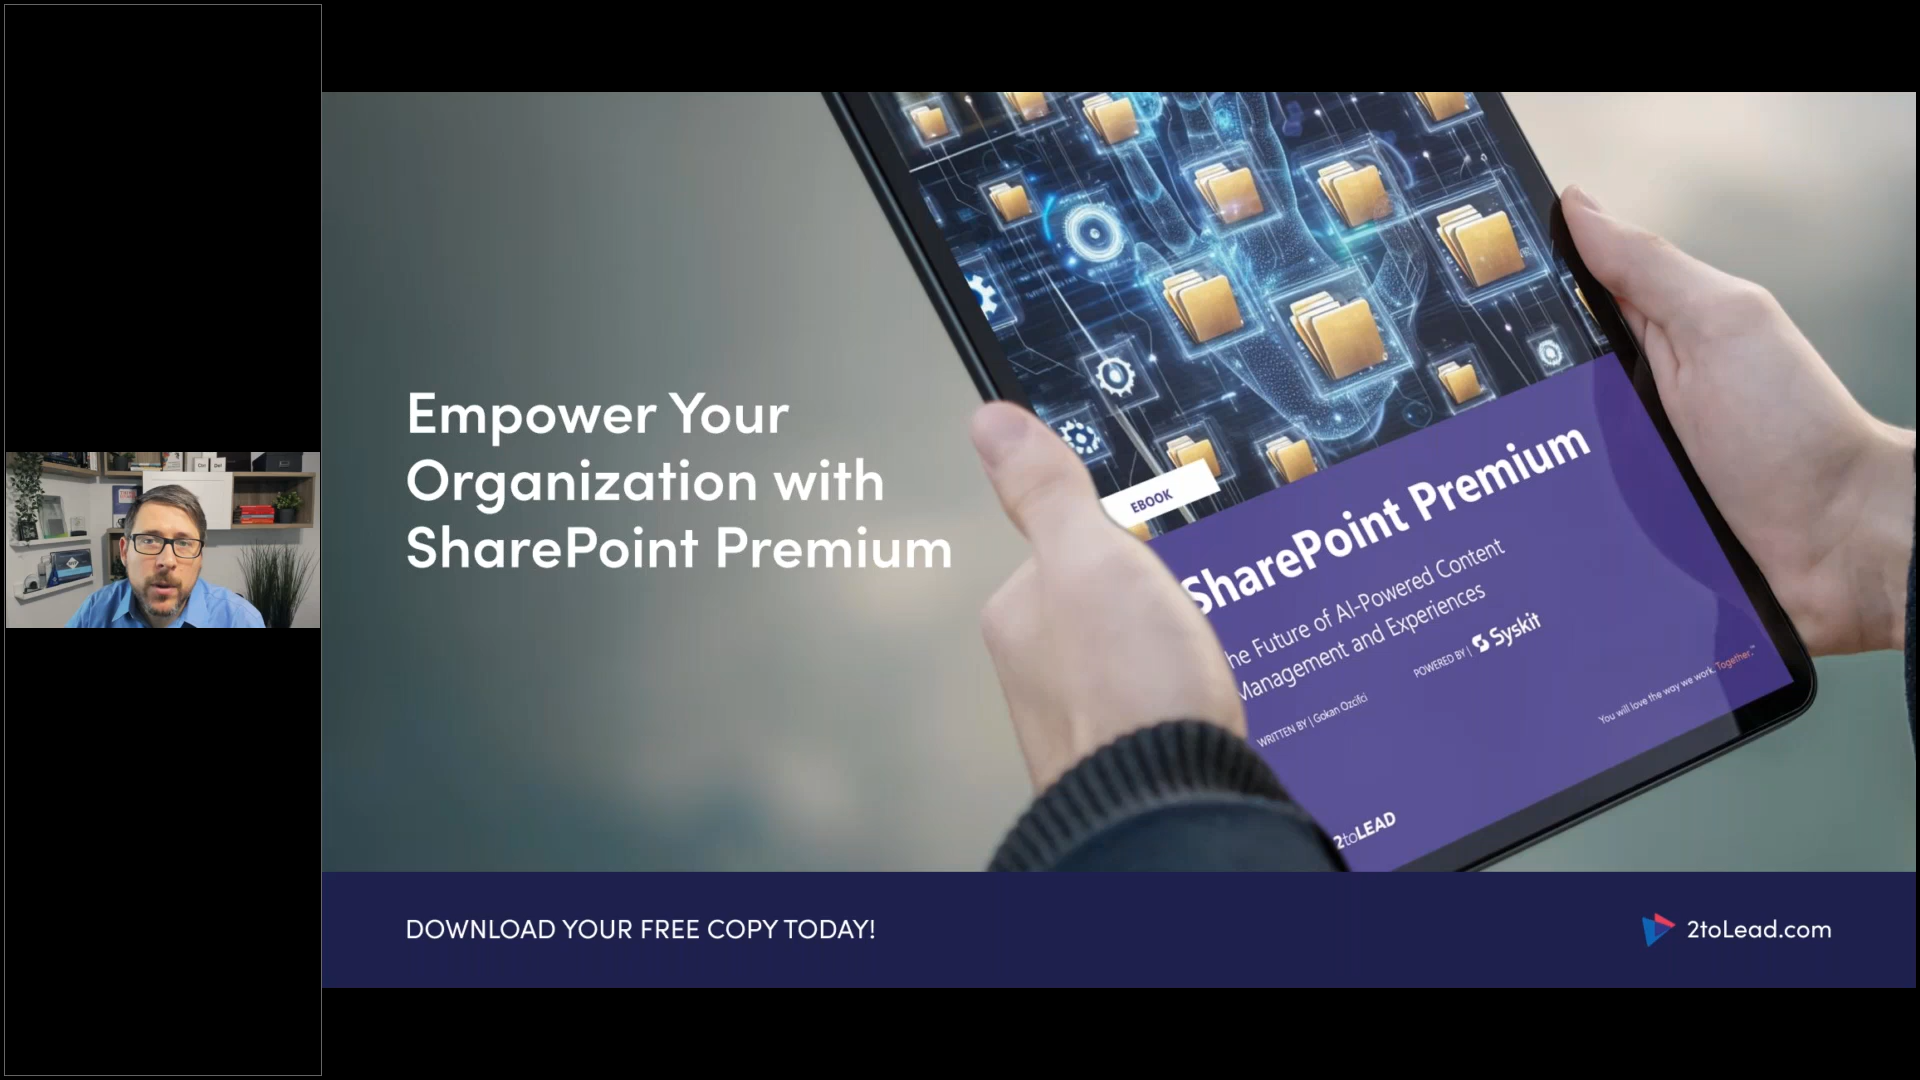 Empower Your
Organization with
SharePoint Premium
EBOOK
SharePoint Premium
he Future of AI-Powered Content
Management and Experiences
POWERED BY | Syskit
WRITTEN BY | Gokan Ozcifci
You will love the way we work. Together.™
2toLEAD
DOWNLOAD YOUR FREE COPY TODAY!
2toLead.com